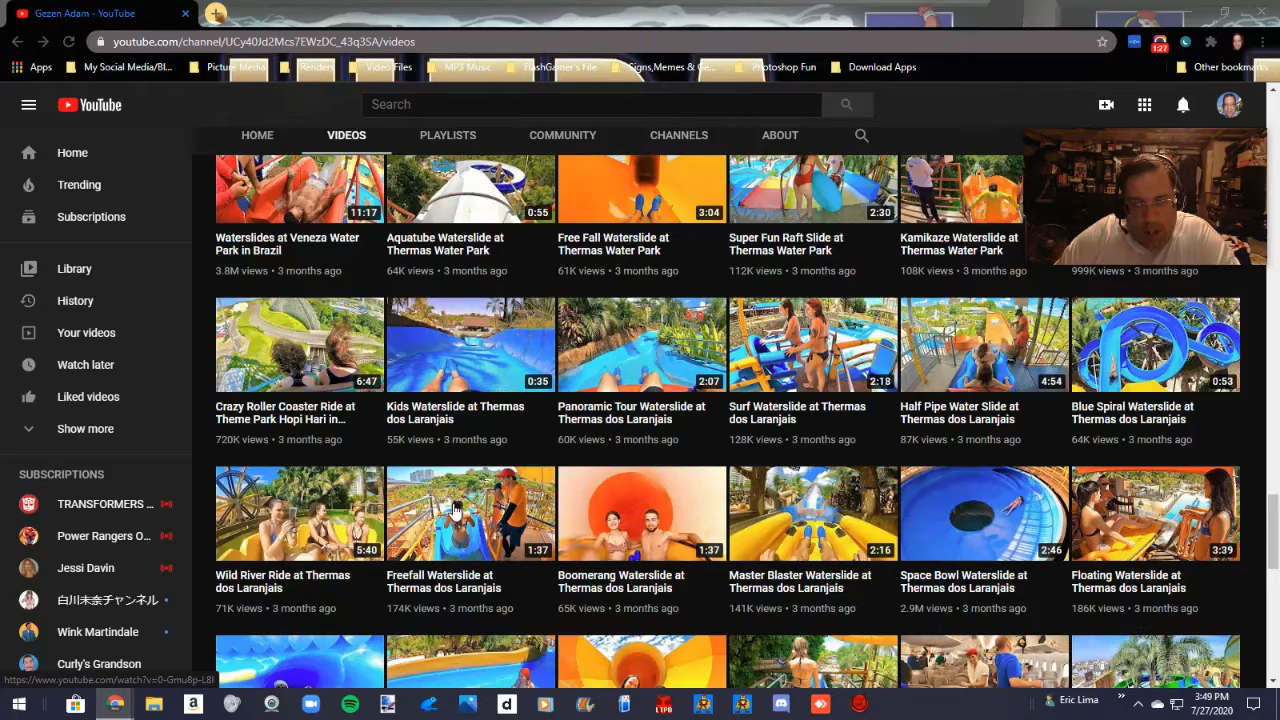 Gezen Adam - YouTube
youtube.com/channel/UCy40Jd2Mcs7EWzDC_43q3SA/videos
1:27
Apps My Social Media/Bl... Picture Media Renders Video Files MP3 Music FlashGamer's File Signs,Memes & Ge... Photoshop Fun Download Apps Other bookmarks
YouTube
Search
HOME VIDEOS PLAYLISTS COMMUNITY CHANNELS ABOUT
Home
Trending
Subscriptions
Library
History
Your videos
Watch later
Liked videos
Show more
SUBSCRIPTIONS
TRANSFORMERS ...
Power Rangers O...
Jessi Davin
白川未奈チャンネル
Wink Martindale
Curly's Grandson
11:17
Waterslides at Veneza Water
Park in Brazil
3.8M views • 3 months ago
0:55
Aquatube Waterslide at
Thermas Water Park
64K views • 3 months ago
3:04
Free Fall Waterslide at
Thermas Water Park
61K views • 3 months ago
2:30
Super Fun Raft Slide at
Thermas Water Park
112K views • 3 months ago
Kamikaze Waterslide at
Thermas Water Park
108K views • 3 months ago
999K views • 3 months ago
6:47
Crazy Roller Coaster Ride at
Theme Park Hopi Hari in...
720K views • 3 months ago
0:35
Kids Waterslide at Thermas
dos Laranjais
55K views • 3 months ago
2:07
Panoramic Tour Waterslide at
Thermas dos Laranjais
60K views • 3 months ago
2:18
Surf Waterslide at Thermas
dos Laranjais
128K views • 3 months ago
4:54
Half Pipe Water Slide at
Thermas dos Laranjais
87K views • 3 months ago
0:53
Blue Spiral Waterslide at
Thermas dos Laranjais
64K views • 3 months ago
5:40
Wild River Ride at Thermas
dos Laranjais
71K views • 3 months ago
1:37
Freefall Waterslide at
Thermas dos Laranjais
174K views • 3 months ago
1:37
Boomerang Waterslide at
Thermas dos Laranjais
65K views • 3 months ago
2:16
Master Blaster Waterslide at
Thermas dos Laranjais
141K views • 3 months ago
2:46
Space Bowl Waterslide at
Thermas dos Laranjais
2.9M views • 3 months ago
3:39
Floating Waterslide at
Thermas dos Laranjais
186K views • 3 months ago
https://www.youtube.com/watch?v=0-Gmu8p-L8I
LTPB
Eric Lima
3:49 PM
7/27/2020